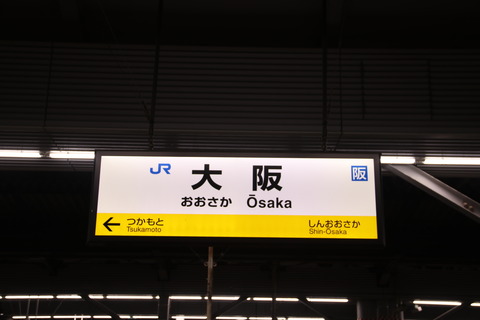 JR 大阪 阪
おおさか Ōsaka
← つかもと しんおおさか
Tsukamoto Shin-Ōsaka